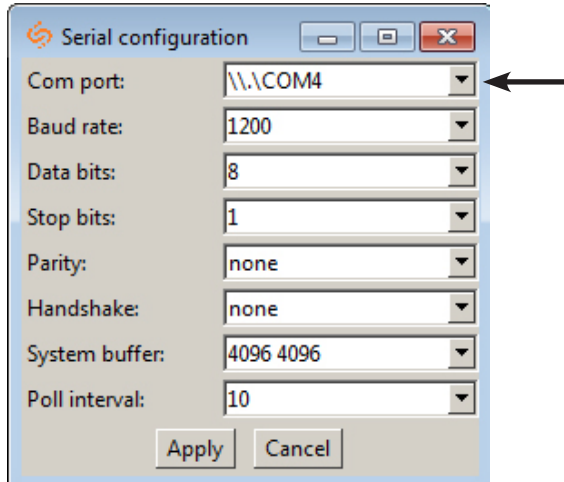 Serial configuration
Com port: \\.\COM4
Baud rate: 1200
Data bits: 8
Stop bits: 1
Parity: none
Handshake: none
System buffer: 4096 4096
Poll interval: 10
Apply Cancel